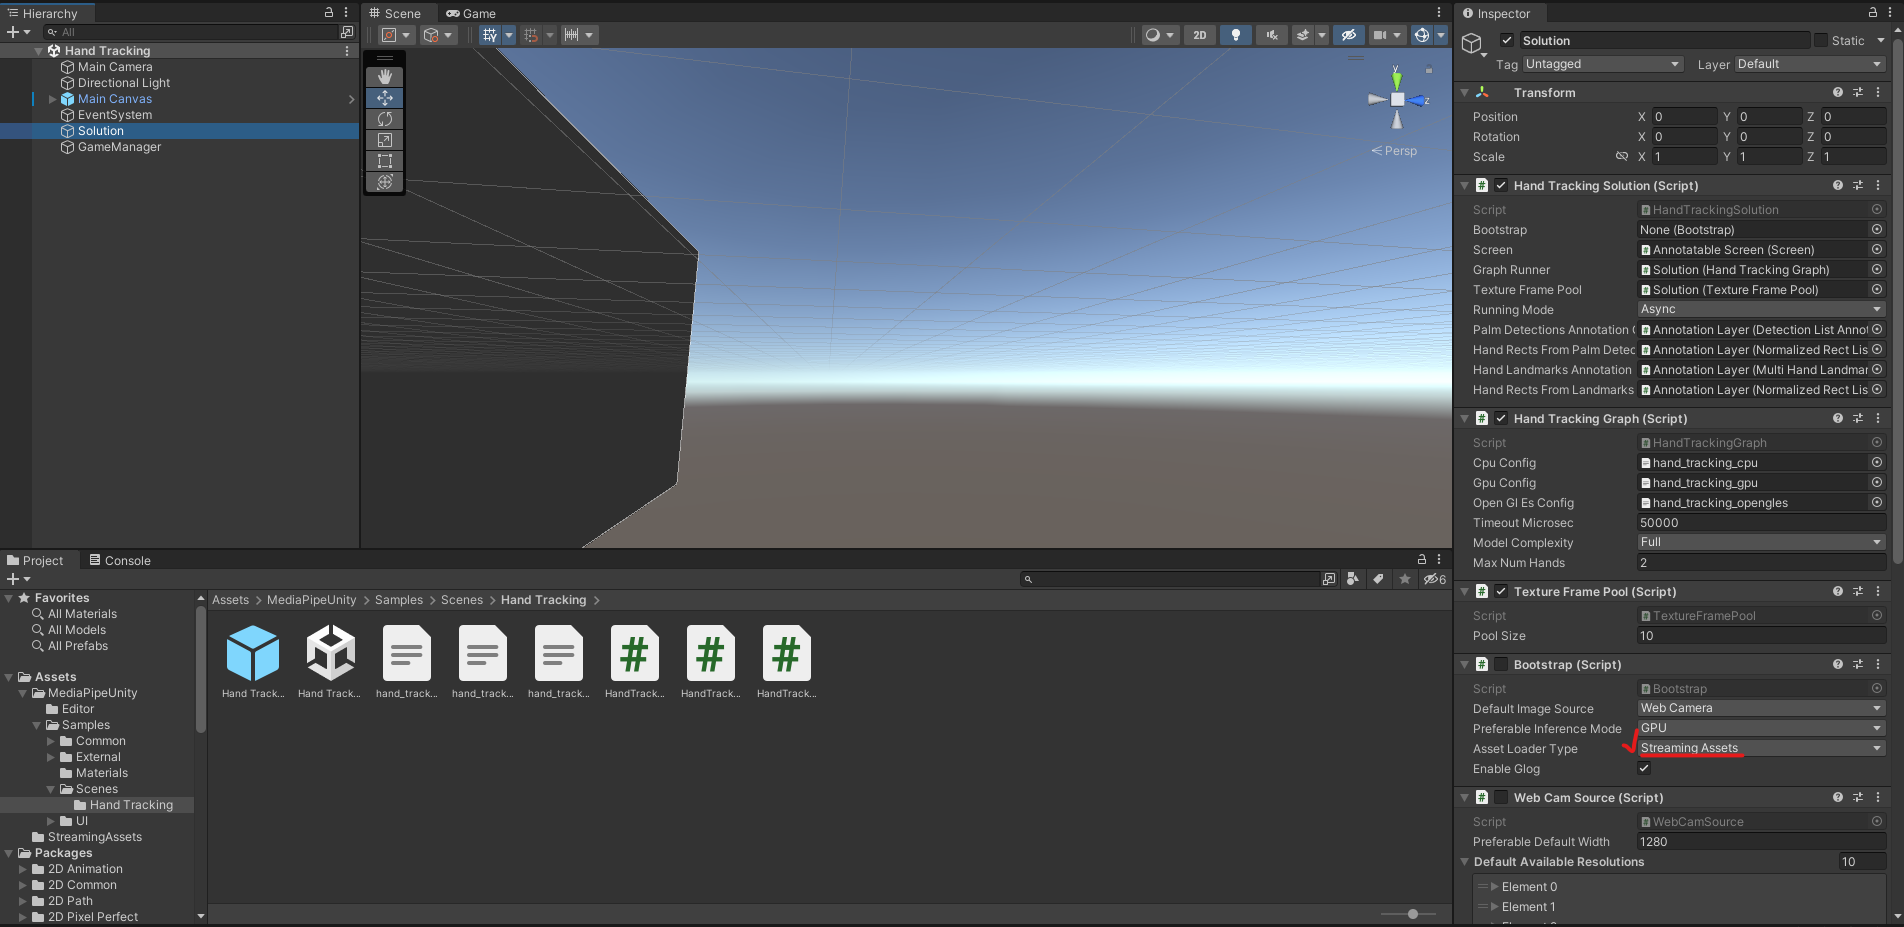 Hierarchy
All
Hand Tracking
Main Camera
Directional Light
Main Canvas
EventSystem
Solution
GameManager
Scene
Game
2D
y
z
Persp
Project
Console
6
Favorites
All Materials
All Models
All Prefabs
Assets
MediaPipeUnity
Editor
Samples
Common
External
Materials
Scenes
Hand Tracking
UI
StreamingAssets
Packages
2D Animation
2D Common
2D Path
2D Pixel Perfect
Assets > MediaPipeUnity > Samples > Scenes > Hand Tracking >
Hand Track... Hand Track... hand_track... hand_track... hand_track... HandTrack... HandTrack... HandTrack...
Inspector
Solution Static
Tag Untagged Layer Default
Transform
Position X 0 Y 0 Z 0
Rotation X 0 Y 0 Z 0
Scale X 1 Y 1 Z 1
# Hand Tracking Solution (Script)
Script HandTrackingSolution
Bootstrap None (Bootstrap)
Screen Annotatable Screen (Screen)
Graph Runner Solution (Hand Tracking Graph)
Texture Frame Pool Solution (Texture Frame Pool)
Running Mode Async
Palm Detections Annotation C Annotation Layer (Detection List Annot
Hand Rects From Palm Detec Annotation Layer (Normalized Rect Lis
Hand Landmarks Annotation Annotation Layer (Multi Hand Landmar
Hand Rects From Landmarks Annotation Layer (Normalized Rect Lis
# Hand Tracking Graph (Script)
Script HandTrackingGraph
Cpu Config hand_tracking_cpu
Gpu Config hand_tracking_gpu
Open Gl Es Config hand_tracking_opengles
Timeout Microsec 50000
Model Complexity Full
Max Num Hands 2
# Texture Frame Pool (Script)
Script TextureFramePool
Pool Size 10
# Bootstrap (Script)
Script Bootstrap
Default Image Source Web Camera
Preferable Inference Mode GPU
Asset Loader Type Streaming Assets
Enable Glog
# Web Cam Source (Script)
Script WebCamSource
Preferable Default Width 1280
Default Available Resolutions 10
Element 0
Element 1